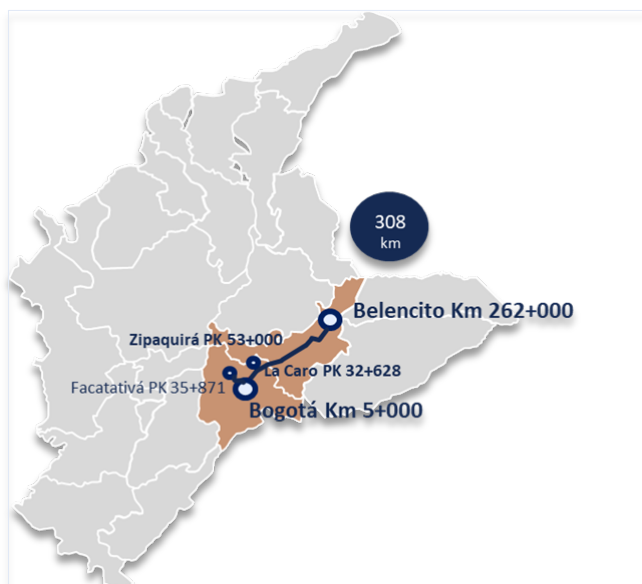 308
km
Belencito Km 262+000
Zipaquirá PK 53+000
La Caro PK 32+628
Facatativá PK 35+871
Bogotá Km 5+000